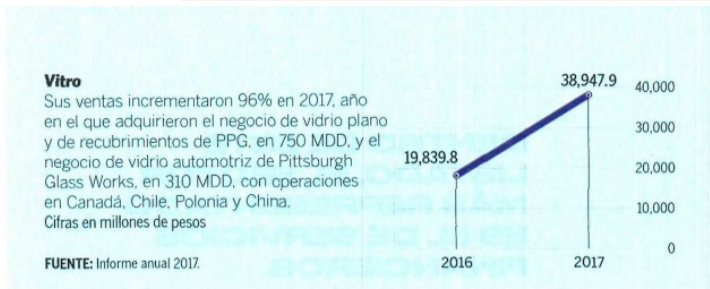 Vitro
Sus ventas incrementaron 96% en 2017, año
en el que adquirieron el negocio de vidrio plano
y de recubrimientos de PPG, en 750 MDD, y el
negocio de vidrio automotriz de Pittsburgh
Glass Works, en 310 MDD, con operaciones
en Canadá, Chile, Polonia y China.
Cifras en millones de pesos
FUENTE: Informe anual 2017.
38,947.9
19,839.8
40,000
30,000
20,000
10,000
0
2016
2017